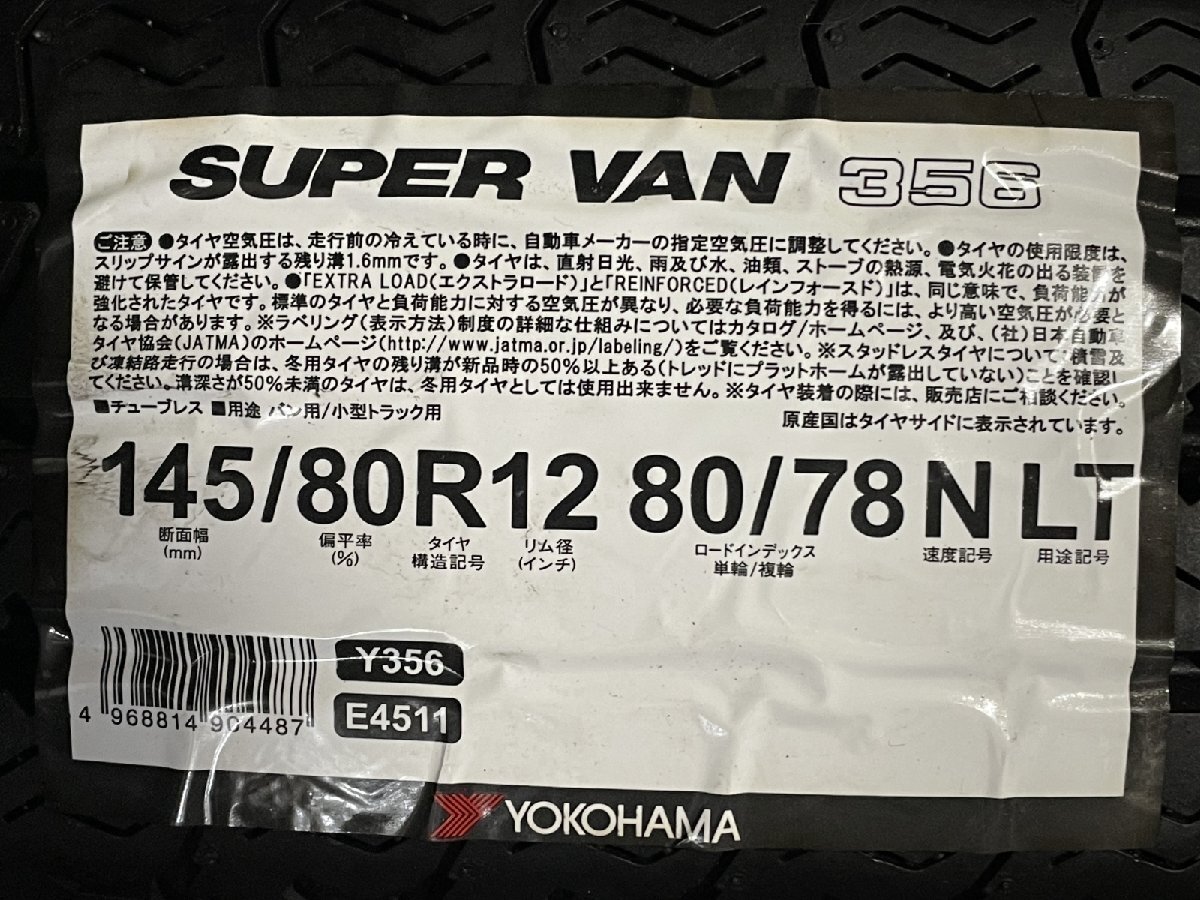 SUPER VAN 356
ご注意 ●タイヤ空気圧は、走行前の冷えている時に、自動車メーカーの指定空気圧に調整してください。●タイヤの使用限度は、
スリップサインが露出する残り溝1.6mmです。●タイヤは、直射日光、雨及び水、油類、ストーブの熱源、電気火花の出る装置を
避けて保管してください。●「EXTRA LOAD(エクストラロード)」と「REINFORCED(レインフォースド)」は、同じ意味で、負荷能力が
強化されたタイヤです。標準のタイヤと負荷能力に対する空気圧が異なり、必要な負荷能力を得るには、より高い空気圧が必要と
なる場合があります。※ラベリング(表示方法)制度の詳細な仕組みについてはカタログ/ホームページ、及び、(社)日本自動車
タイヤ協会(JATMA)のホームページ(http://www.jatma.or.jp/labeling/)をご覧ください。※スタッドレスタイヤについて:積雪及
び凍結路走行の場合は、冬用タイヤの残り溝が新品時の50%以上ある(トレッドにプラットホームが露出していない)ことを確認し
てください。溝深さが50%未満のタイヤは、冬用タイヤとしては使用出来ません。※タイヤ装着の際には、販売店にご相談ください。
■チューブレス ■用途 バン用/小型トラック用 原産国はタイヤサイドに表示されています。
145/80R12 80/78 N LT
断面幅 偏平率 タイヤ リム径 ロードインデックス 速度記号 用途記号
(mm) (%) 構造記号 (インチ) 単輪/複輪
Y356
E4511
4 968814 904487
YOKOHAMA